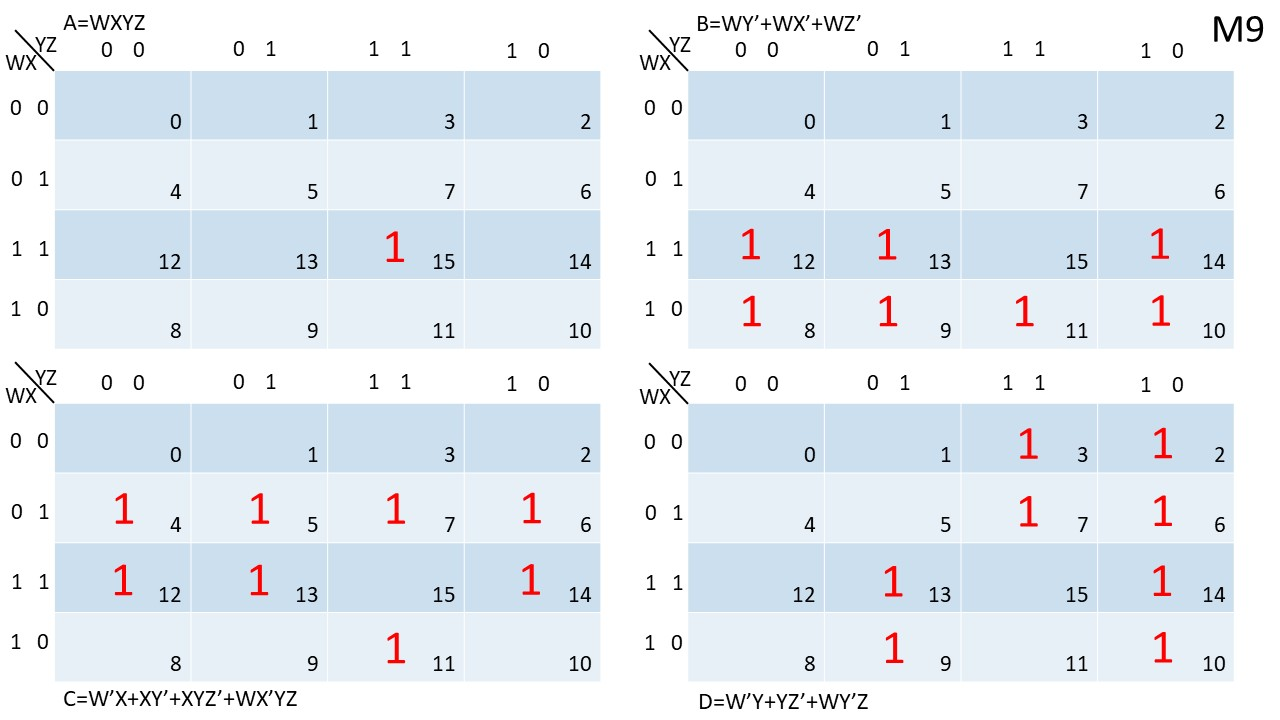 A=WXYZ
B=WY'+WX'+WZ'
M9
YZ
WX
0 0 0 1 1 1 1 0
0 0 0 1 3 2
0 1 4 5 7 6
1 1 12 13 1 15 14
1 0 8 9 11 10
YZ
WX
0 0 0 1 1 1 1 0
0 0 0 1 3 2
0 1 4 5 7 6
1 1 1 12 1 13 15 1 14
1 0 1 8 1 9 1 11 1 10
YZ
WX
0 0 0 1 1 1 1 0
0 0 0 1 3 2
0 1 1 4 1 5 1 7 1 6
1 1 1 12 1 13 15 1 14
1 0 8 9 1 11 10
C=W'X+XY'+XYZ'+WX'YZ
YZ
WX
0 0 0 1 1 1 1 0
0 0 0 1 1 3 1 2
0 1 4 5 1 7 1 6
1 1 12 1 13 15 1 14
1 0 8 1 9 11 1 10
D=W'Y+YZ'+WY'Z